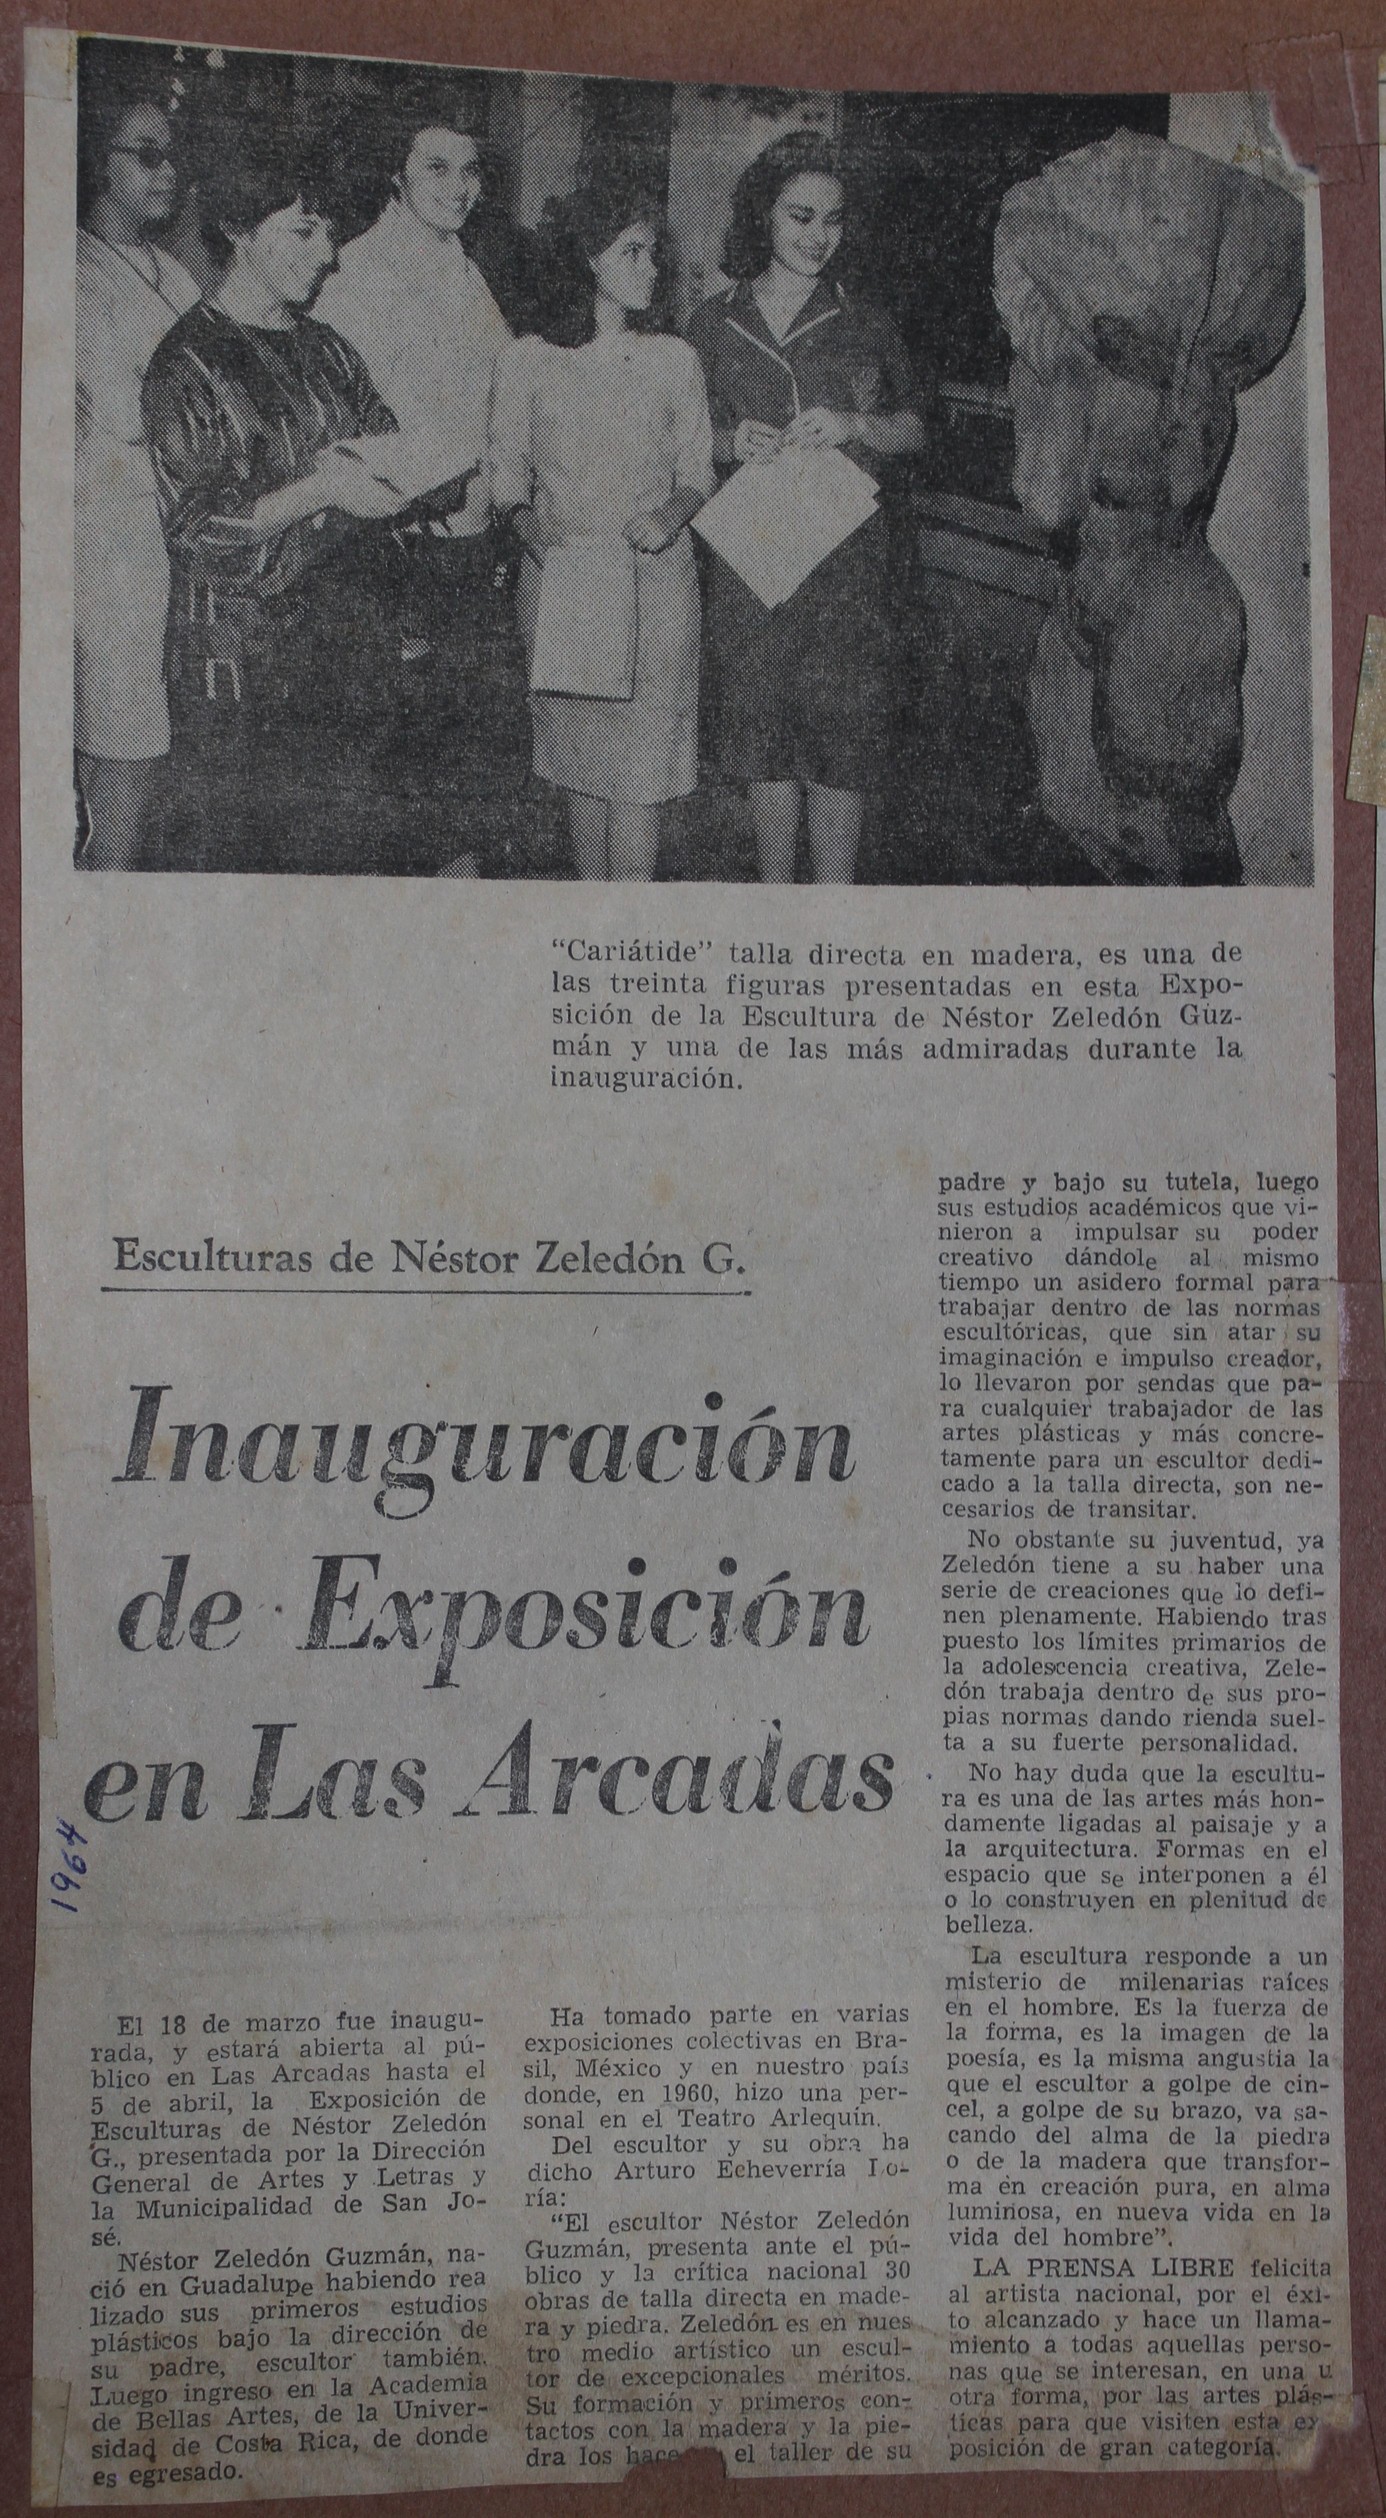 “Cariátide” talla directa en madera, es una de
las treinta figuras presentadas en esta Expo-
sición de la Escultura de Néstor Zeledón Guz-
mán y una de las más admiradas durante la
inauguración.
Esculturas de Néstor Zeledón G.
Inauguración
de Exposición
en Las Arcadas
1964
El 18 de marzo fue inaugu-
rada, y estará abierta al pú-
blico en Las Arcadas hasta el
5 de abril, la Exposición de
Esculturas de Néstor Zeledón
G., presentada por la Dirección
General de Artes y Letras y
la Municipalidad de San Jo-
sé.
Néstor Zeledón Guzmán, na-
ció en Guadalupe habiendo rea
lizado sus primeros estudios
plásticos bajo la dirección de
su padre, escultor también.
Luego ingreso en la Academia
de Bellas Artes, de la Univer-
sidad de Costa Rica, de donde
es egresado.
Ha tomado parte en varias
exposiciones colectivas en Bra-
sil, México y en nuestro país
donde, en 1960, hizo una per-
sonal en el Teatro Arlequín.
Del escultor y su obra ha
dicho Arturo Echeverría Lo-
ría:
“El escultor Néstor Zeledón
Guzmán, presenta ante el pú-
blico y la crítica nacional 30
obras de talla directa en made-
ra y piedra. Zeledón es en nues
tro medio artístico un escul-
tor de excepcionales méritos.
Su formación y primeros con-
tactos con la madera y la pie-
dra los hace el taller de su
padre y bajo su tutela, luego
sus estudios académicos que vi-
nieron a impulsar su poder
creativo dándole al mismo
tiempo un asidero formal para
trabajar dentro de las normas
escultóricas, que sin atar su
imaginación e impulso creador,
lo llevaron por sendas que pa-
ra cualquier trabajador de las
artes plásticas y más concre-
tamente para un escultor dedi-
cado a la talla directa, son ne-
cesarios de transitar.
No obstante su juventud, ya
Zeledón tiene a su haber una
serie de creaciones que lo defi-
nen plenamente. Habiendo tras
puesto los límites primarios de
la adolescencia creativa, Zele-
dón trabaja dentro de sus pro-
pias normas dando rienda suel-
ta a su fuerte personalidad.
No hay duda que la escultu-
ra es una de las artes más hon-
damente ligadas al paisaje y a
la arquitectura. Formas en el
espacio que se interponen a él
o lo construyen en plenitud de
belleza.
La escultura responde a un
misterio de milenarias raíces
en el hombre. Es la fuerza de
la forma, es la imagen de la
poesía, es la misma angustia la
que el escultor a golpe de cin-
cel, a golpe de su brazo, va sa-
cando del alma de la piedra
o de la madera que transfor-
ma en creación pura, en alma
luminosa, en nueva vida en la
vida del hombre”.
LA PRENSA LIBRE felicita
al artista nacional, por el éxi-
to alcanzado y hace un llama-
miento a todas aquellas perso-
nas que se interesan, en una u
otra forma, por las artes plás-
ticas para que visiten esta ex
posición de gran categoría.